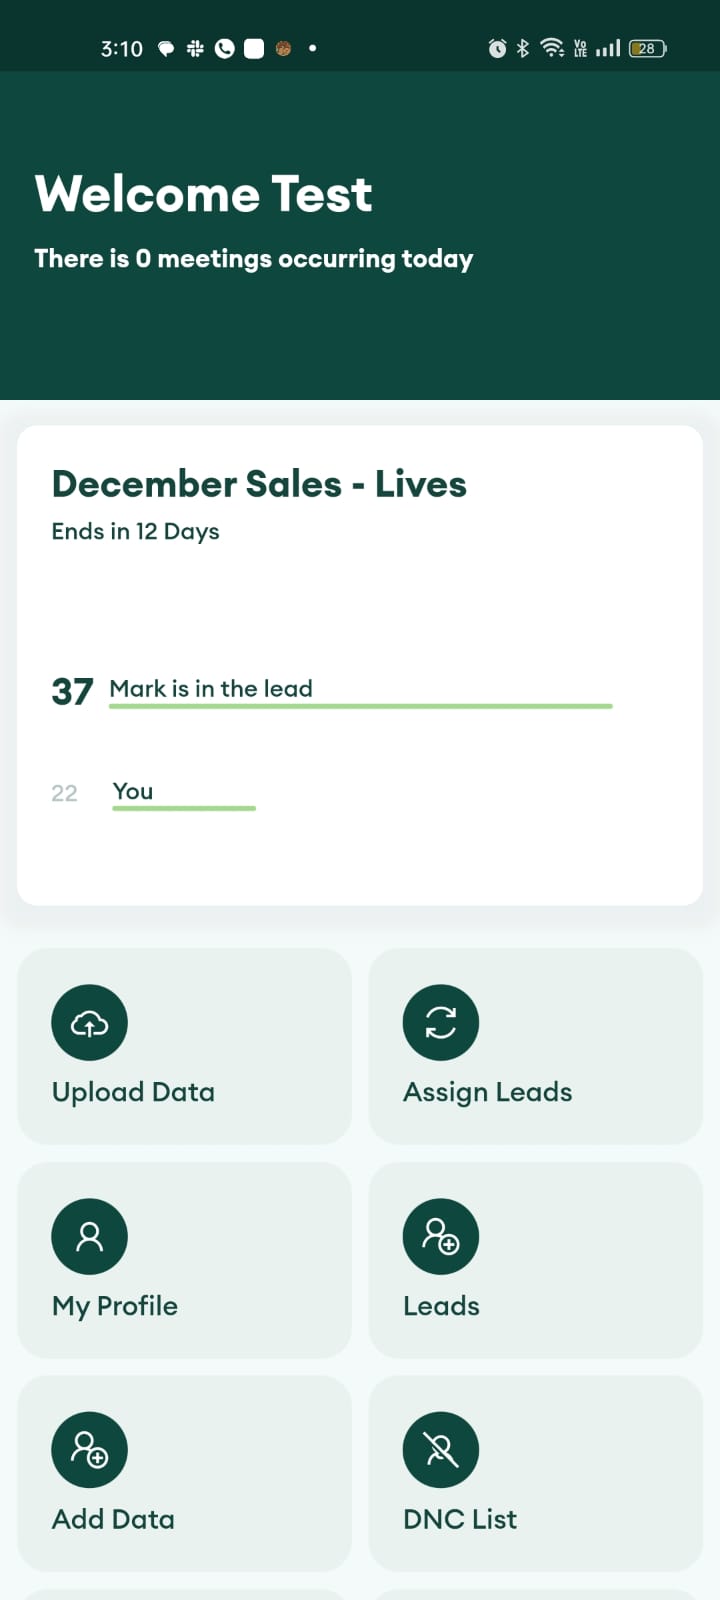 3:10
Vo LTE
28
Welcome Test
There is 0 meetings occurring today
December Sales - Lives
Ends in 12 Days
37 Mark is in the lead
22 You
Upload Data
Assign Leads
My Profile
Leads
Add Data
DNC List